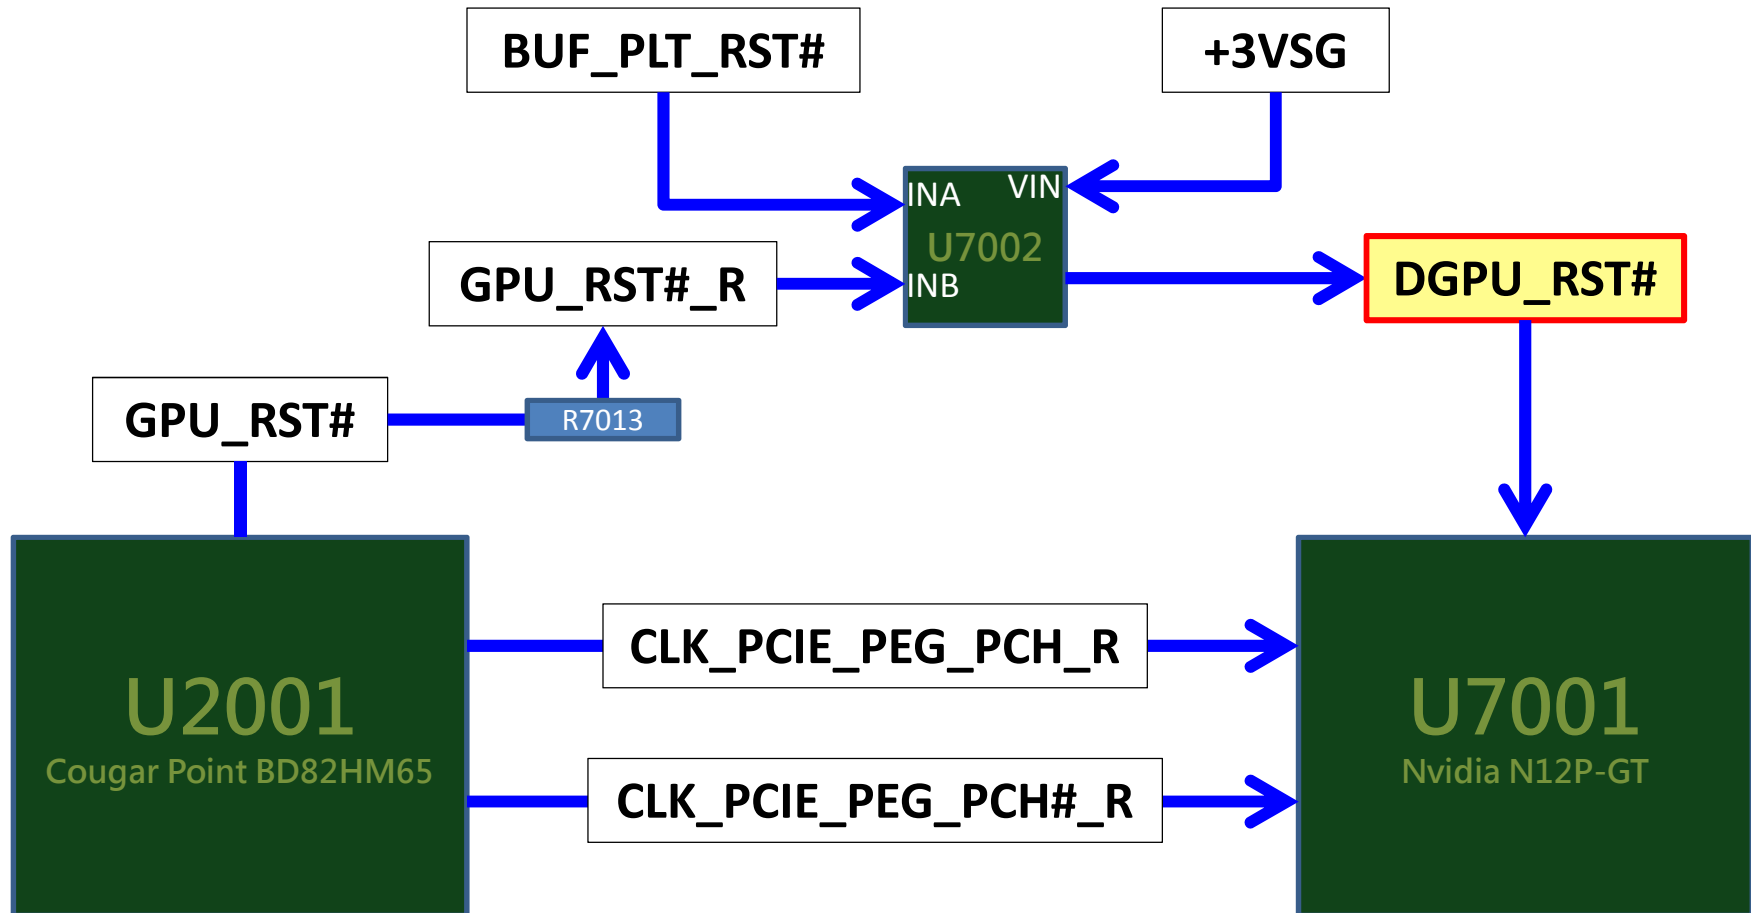 BUF_PLT_RST#
+3VSG
INA
VIN
U7002
GPU_RST#_R
INB
DGPU_RST#
GPU_RST#
R7013
CLK_PCIE_PEG_PCH_R
U2001
Cougar Point BD82HM65
U7001
Nvidia N12P-GT
CLK_PCIE_PEG_PCH#_R